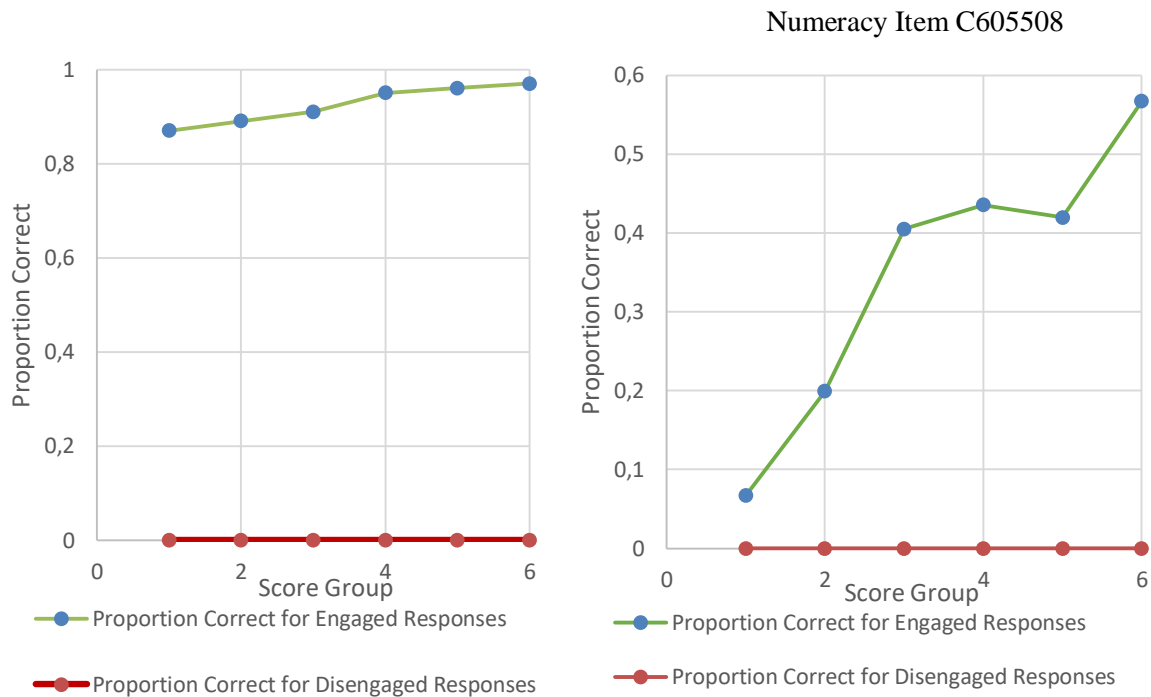 Numeracy Item C605508
1
0,8
0,6
0,4
0,2
0
0
2
4
6
Proportion Correct
Score Group
Proportion Correct for Engaged Responses
Proportion Correct for Disengaged Responses
0,6
0,5
0,4
0,3
0,2
0,1
0
0
2
4
6
Proportion Correct
Score Group
Proportion Correct for Engaged Responses
Proportion Correct for Disengaged Responses